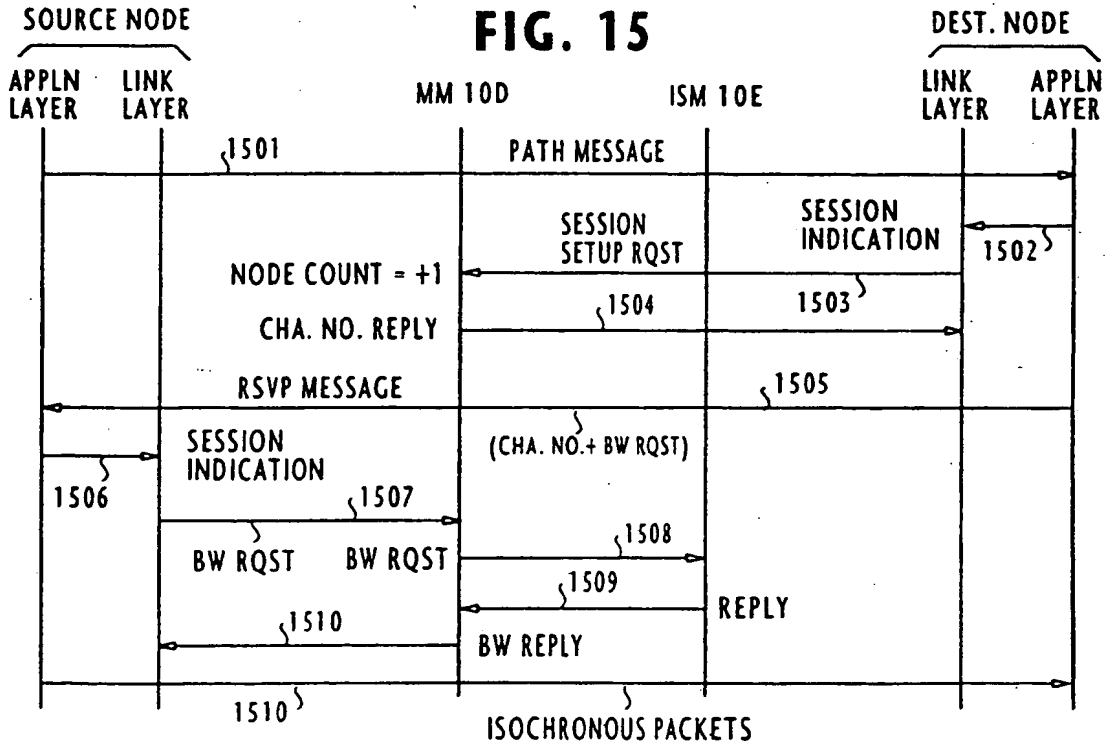 SOURCE NODE
FIG. 15
DEST. NODE
APPLN LAYER
LINK LAYER
MM 10D
ISM 10E
LINK LAYER
APPLN LAYER
1501
PATH MESSAGE
SESSION INDICATION
1502
SESSION SETUP RQST
NODE COUNT = +1
1503
1504
CHA. NO. REPLY
RSVP MESSAGE
1505
(CHA. NO.+ BW RQST)
SESSION INDICATION
1506
1507
BW RQST
BW RQST
1508
1509
REPLY
1510
BW REPLY
1510
ISOCHRONOUS PACKETS